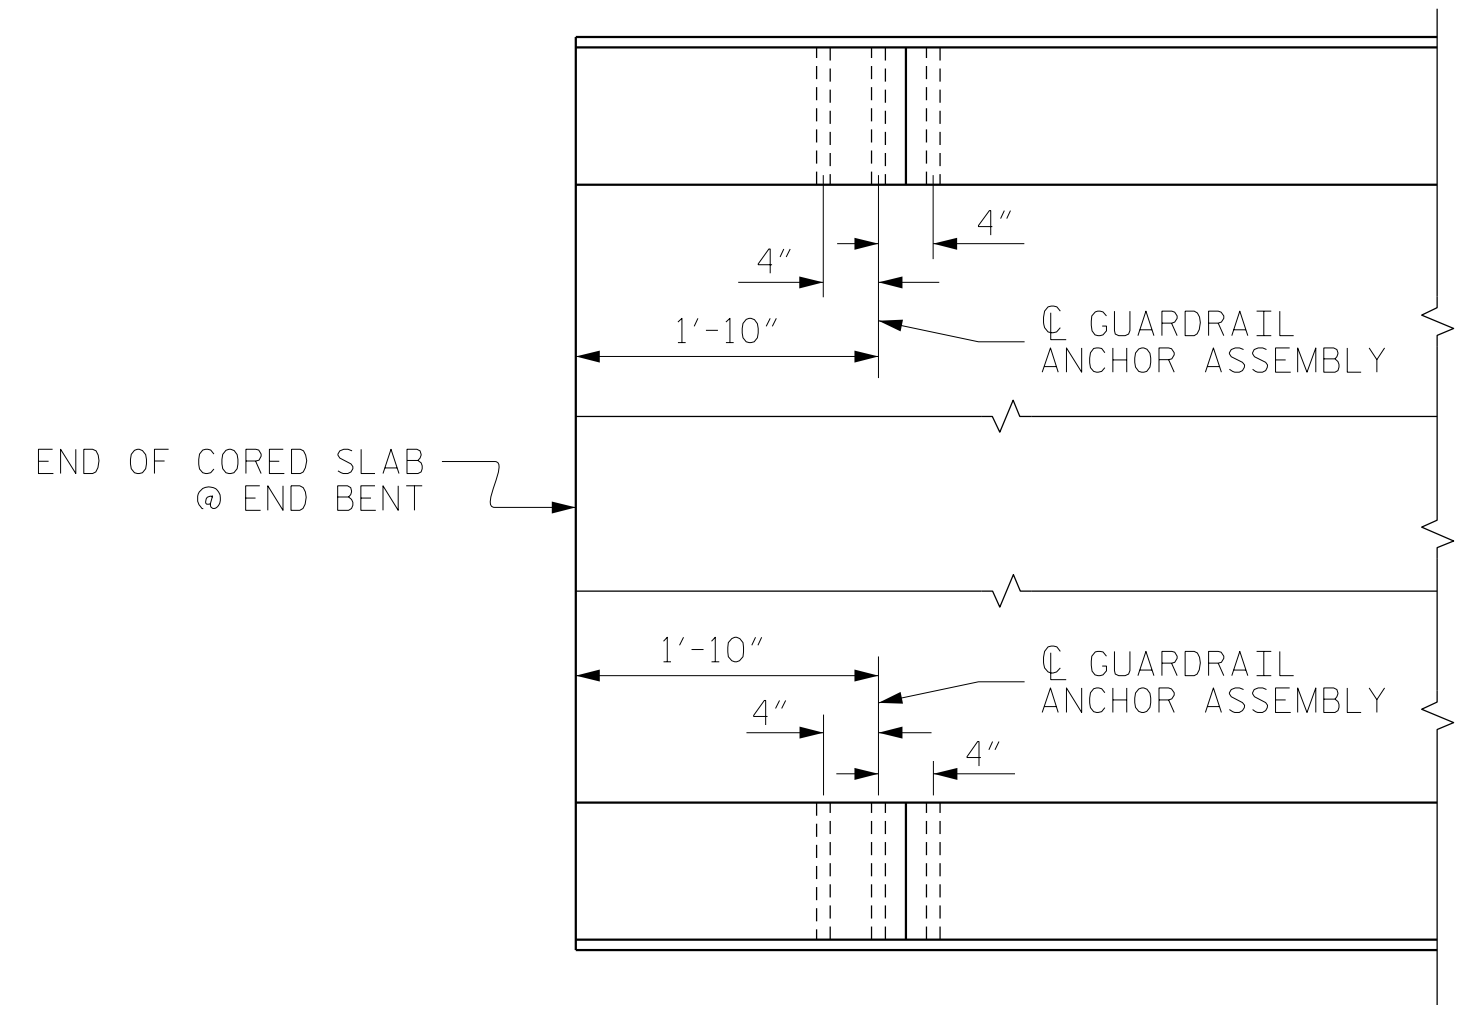 4"
4"
1'-10"
℄ GUARDRAIL
ANCHOR ASSEMBLY
END OF CORED SLAB
@ END BENT
1'-10"
℄ GUARDRAIL
ANCHOR ASSEMBLY
4"
4"